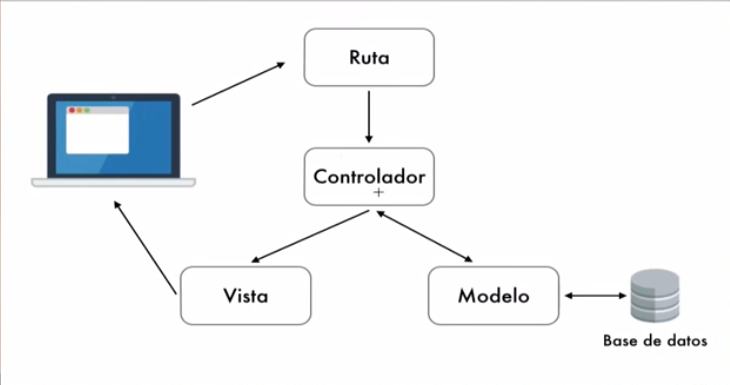 Ruta
Controlador
Vista
Modelo
Base de datos